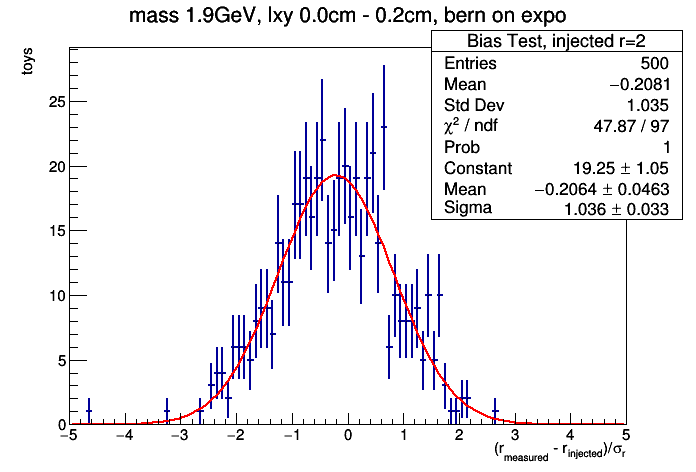 mass 1.9GeV, lxy 0.0cm - 0.2cm, bern on expo
Bias Test, injected r=2
Entries 500
Mean −0.2081
Std Dev 1.035
χ² / ndf 47.87 / 97
Prob 1
Constant 19.25 ± 1.05
Mean −0.2064 ± 0.0463
Sigma 1.036 ± 0.033
toys
25
20
15
10
5
0
−5 −4 −3 −2 −1 0 1 2 3 4 5
(r_measured - r_injected)/σ_r